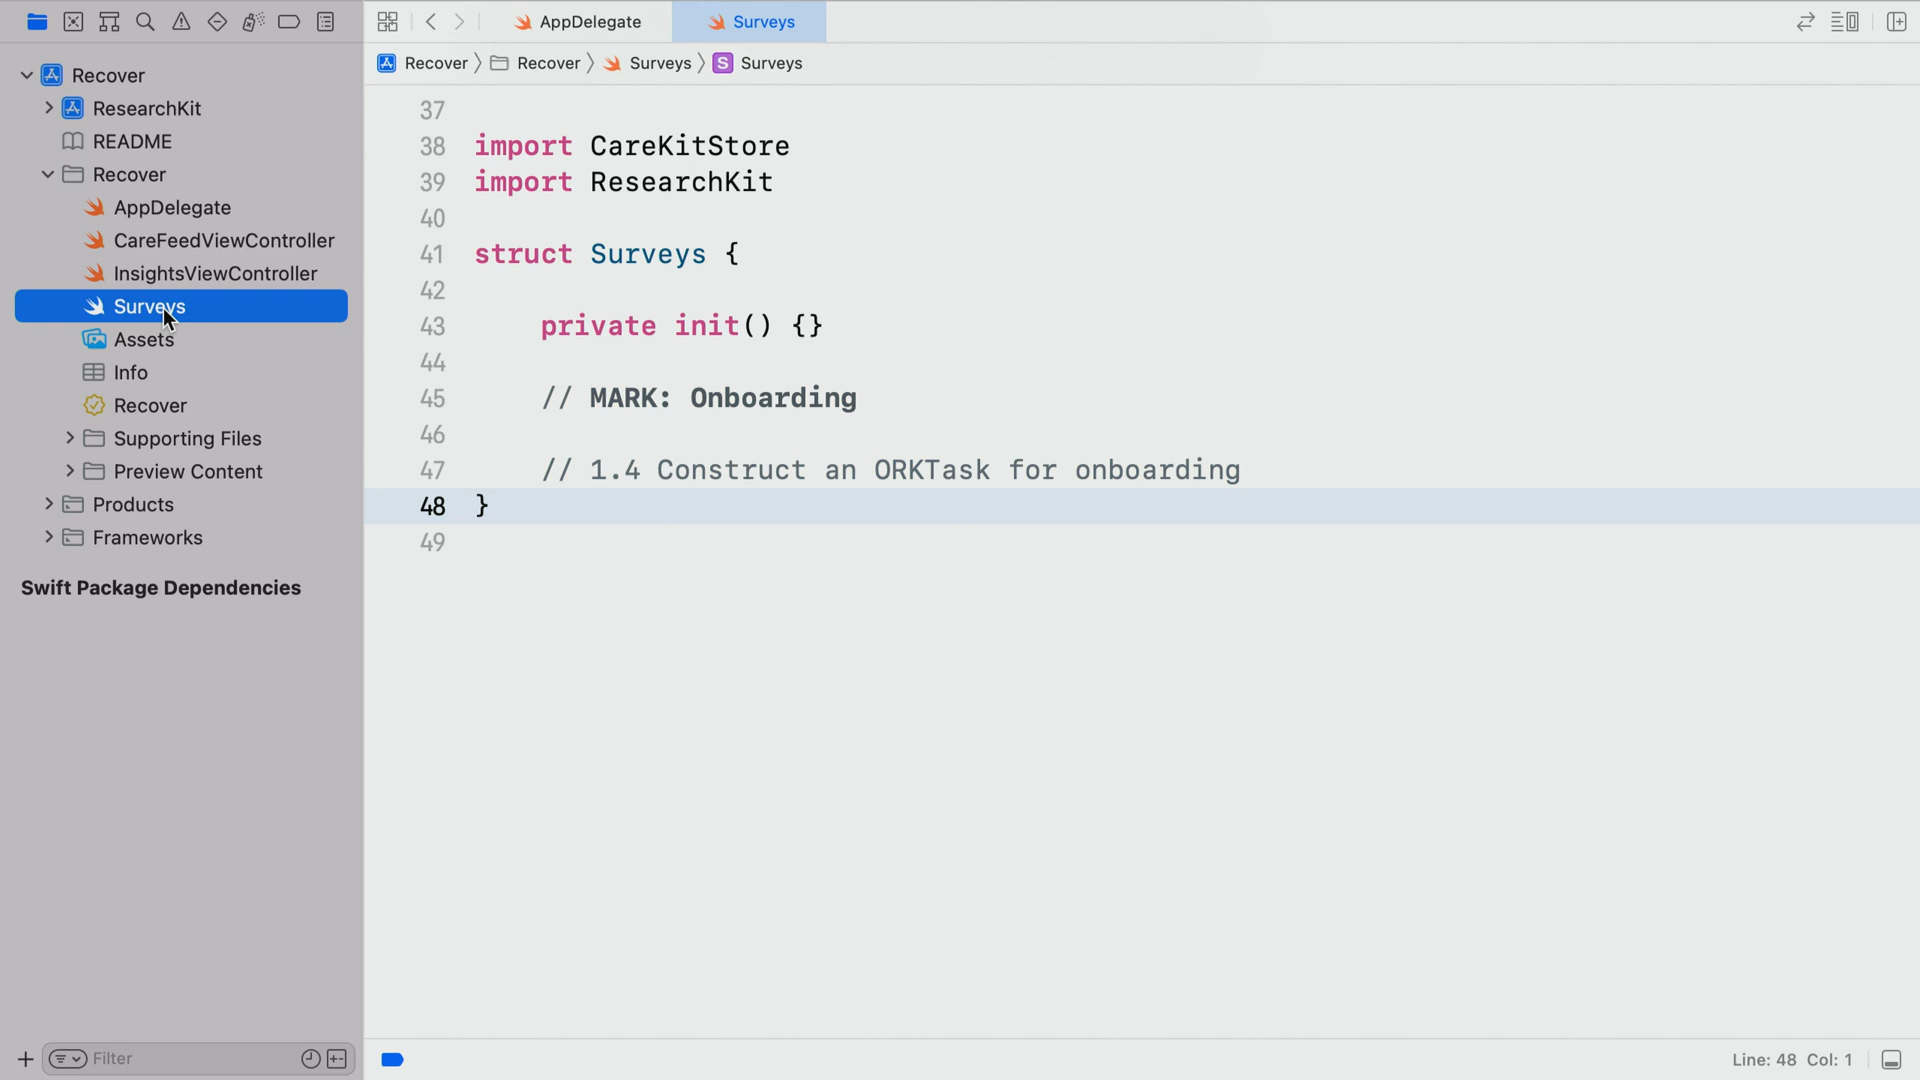 Recover
ResearchKit
README
Recover
AppDelegate
CareFeedViewController
InsightsViewController
Surveys
Assets
Info
Recover
Supporting Files
Preview Content
Products
Frameworks
Swift Package Dependencies
Filter
AppDelegate
Surveys
Recover
Recover
Surveys
S
Surveys
37
38 import CareKitStore
39 import ResearchKit
40
41 struct Surveys {
42
43 private init() {}
44
45 // MARK: Onboarding
46
47 // 1.4 Construct an ORKTask for onboarding
48 }
49
Line: 48 Col: 1